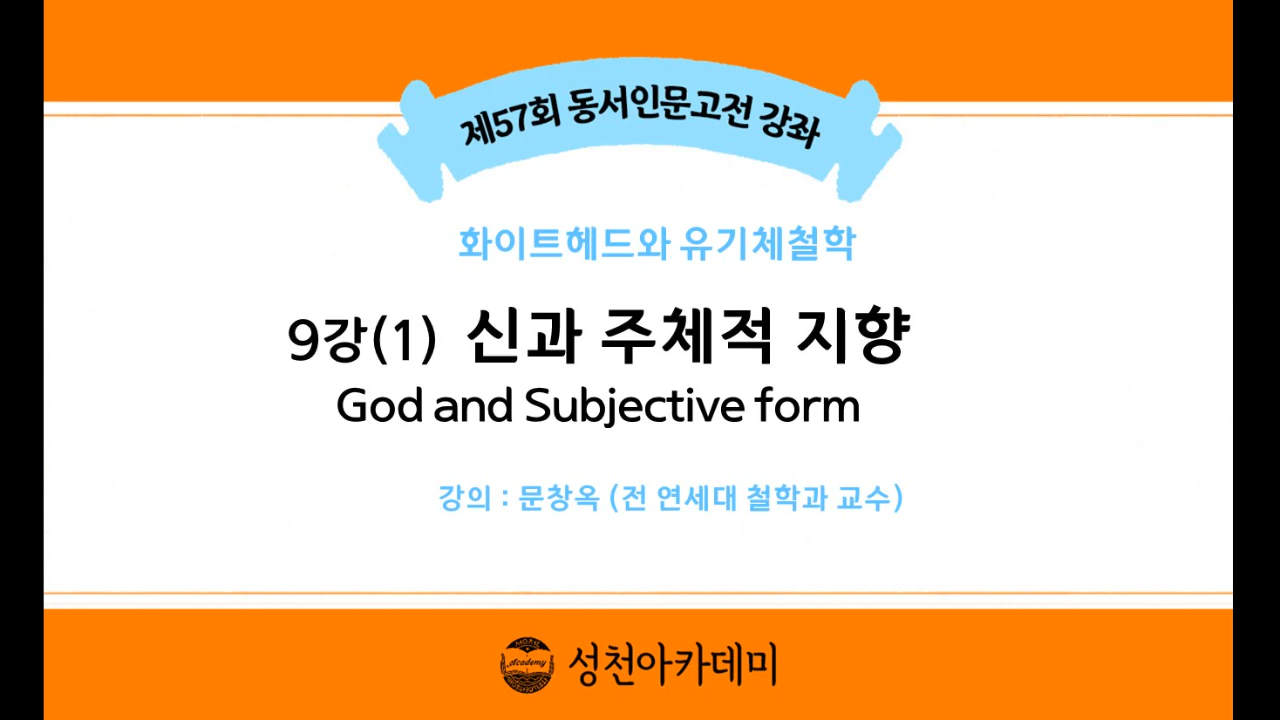 제57회 동서인문고전 강좌
화이트헤드와 유기체철학
9강(1) 신과 주체적 지향
God and Subjective form
강의 : 문창옥 (전 연세대 철학과 교수)
Academy
성천아카데미